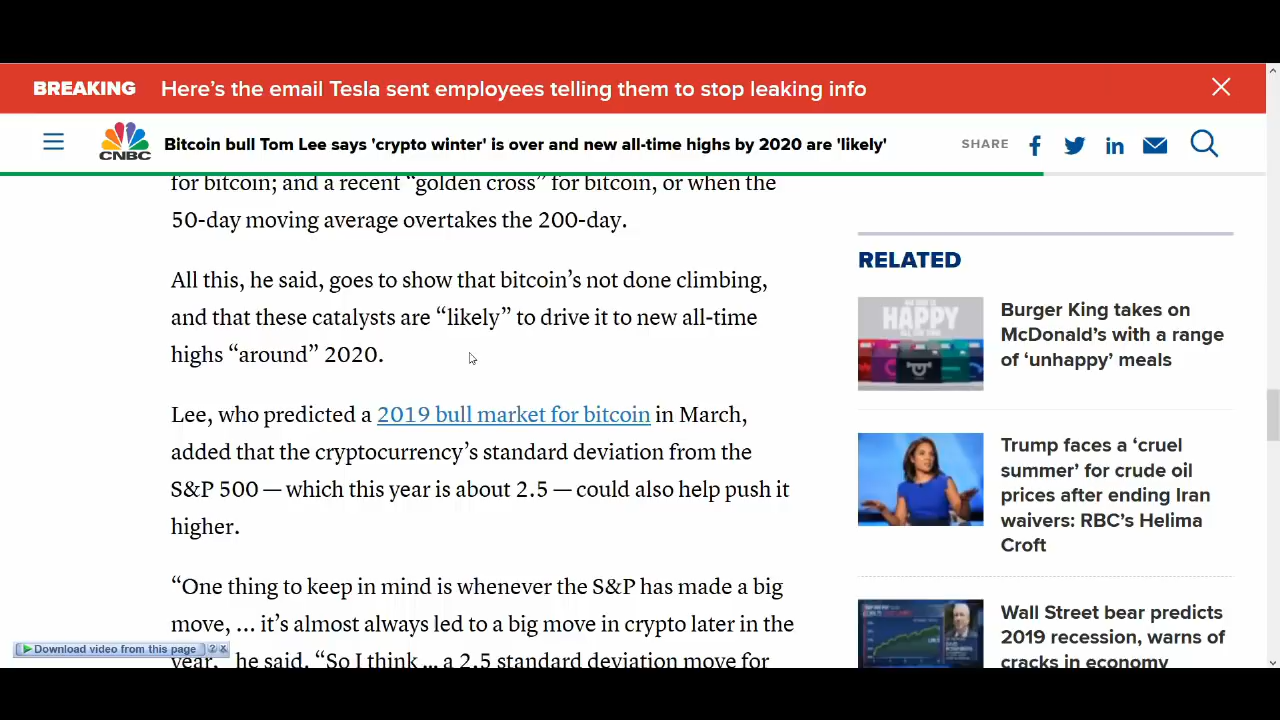 BREAKING Here’s the email Tesla sent employees telling them to stop leaking info
CNBC
Bitcoin bull Tom Lee says 'crypto winter' is over and new all-time highs by 2020 are 'likely'
SHARE
for bitcoin; and a recent “golden cross” for bitcoin, or when the
50-day moving average overtakes the 200-day.
All this, he said, goes to show that bitcoin’s not done climbing,
and that these catalysts are “likely” to drive it to new all-time
highs “around” 2020.
Lee, who predicted a 2019 bull market for bitcoin in March,
added that the cryptocurrency’s standard deviation from the
S&P 500 — which this year is about 2.5 — could also help push it
higher.
“One thing to keep in mind is whenever the S&P has made a big
move, ... it’s almost always led to a big move in crypto later in the
year, he said. “So I think ... a 2.5 standard deviation move for
Download video from this page
RELATED
HAPPY
Burger King takes on
McDonald’s with a range
of ‘unhappy’ meals
Trump faces a ‘cruel
summer’ for crude oil
prices after ending Iran
waivers: RBC’s Helima
Croft
Wall Street bear predicts
2019 recession, warns of
cracks in economy